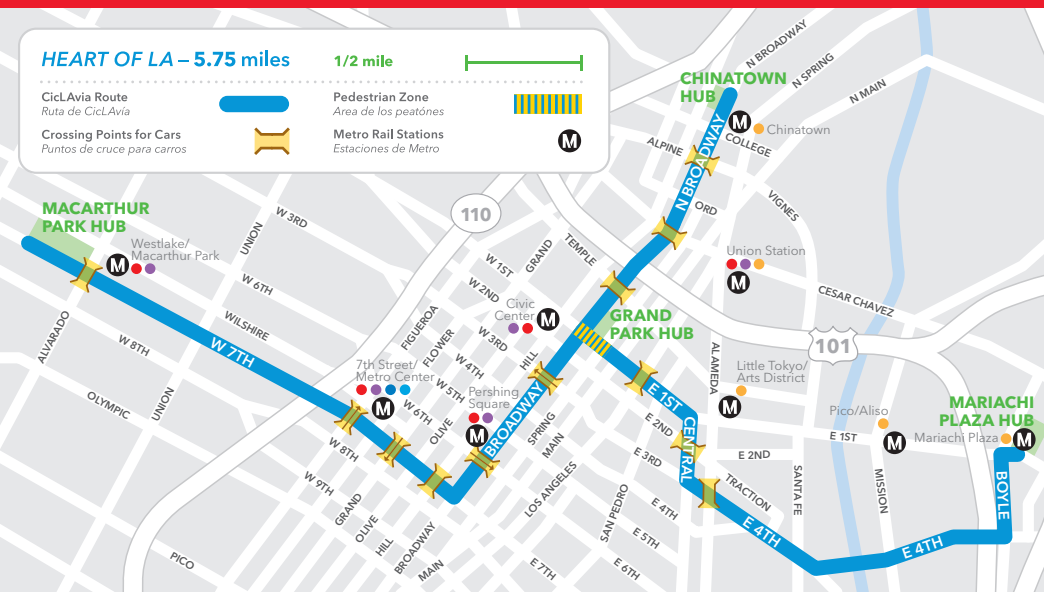 HEART OF LA – 5.75 miles
1/2 mile
CicLAvia Route
Ruta de CicLAvía
Pedestrian Zone
Area de los peatónes
Crossing Points for Cars
Puntos de cruce para carros
Metro Rail Stations
Estaciones de Metro
M
CHINATOWN
HUB
N BROADWAY
N SPRING
N MAIN
M
Chinatown
ALPINE
COLLEGE
N BROADWAY
ORD
VIGNES
MACARTHUR
PARK HUB
Westlake/
Macarthur Park
M
UNION
W 3RD
110
W 6TH
WILSHIRE
ALVARADO
W 8TH
W 7TH
OLYMPIC
UNION
GRAND
TEMPLE
W 1ST
W 2ND
Civic
Center
M
W 3RD
HILL
FIGUEROA
FLOWER
W 4TH
W 5TH
W 6TH
OLIVE
7th Street/
Metro Center
M
Pershing
Square
M
BROADWAY
Union Station
M
CESAR CHAVEZ
101
GRAND
PARK HUB
ALAMEDA
Little Tokyo/
Arts District
M
E 1ST
CENTRAL
E 2ND
E 3RD
E 2ND
E 1ST
Pico/Aliso
M
MARIACHI
PLAZA HUB
Mariachi Plaza
M
BOYLE
MISSION
SANTA FE
TRACTION
E 4TH
E 4TH
SPRING
MAIN
LOS ANGELES
SAN PEDRO
E 4TH
E 5TH
E 6TH
E 7TH
W 8TH
W 9TH
GRAND
OLIVE
HILL
BROADWAY
MAIN
PICO